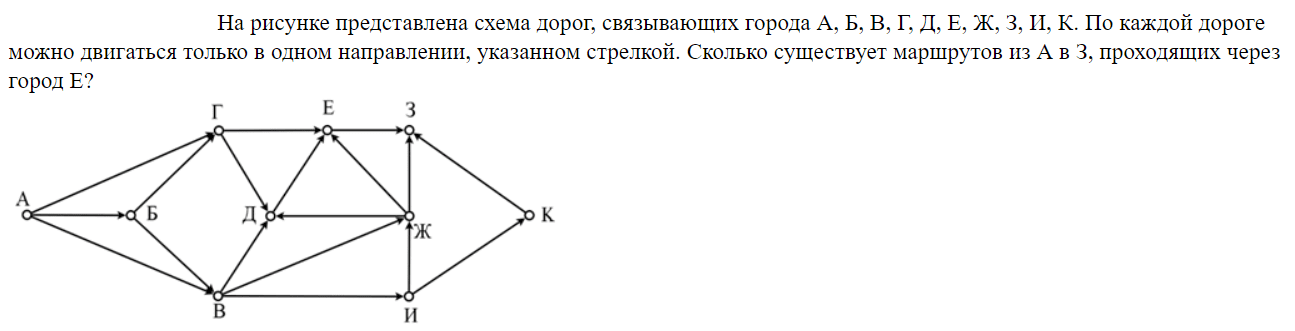 На рисунке представлена схема дорог, связывающих города А, Б, В, Г, Д, Е, Ж, З, И, К. По каждой дороге
можно двигаться только в одном направлении, указанном стрелкой. Сколько существует маршрутов из А в З, проходящих через
город Е?
Г
Е
З
А
Б
Д
Ж
К
В
И